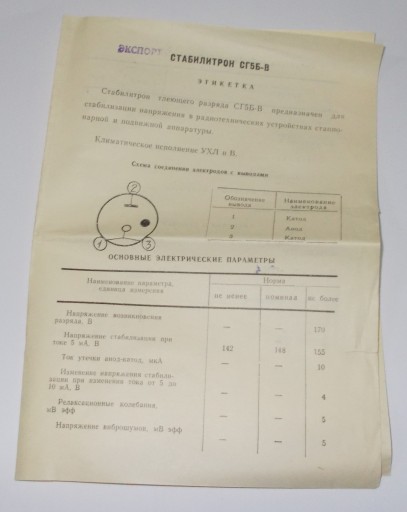 ЭКСПОРТ
СТАБИЛИТРОН СГ5Б-В
ЭТИКЕТКА
Стабилитрон тлеющего разряда СГ5Б-В предназначен для
стабилизации напряжения в радиотехнических устройствах стацио-
нарной и подвижной аппаратуры.
Климатическое исполнение УХЛ и В.
Схема соединения электродов с выводами
2
1 3
Обозначение вывода Наименование электрода
1 Катод
2 Анод
3 Катод
ОСНОВНЫЕ ЭЛЕКТРИЧЕСКИЕ ПАРАМЕТРЫ
Наименование параметра, единица измерения
Норма
не менее номинал не более
Напряжение возникновения
разряда, В — — 170
Напряжение стабилизации при
токе 5 мА, В 142 148 155
Ток утечки анод-катод, мкА — — 10
Изменение напряжения стабили-
зации при изменении тока от 5 до
10 мА, В — — 4
Релаксационные колебания,
мВ эфф — — 5
Напряжение виброшумов, мВ эфф — — 5